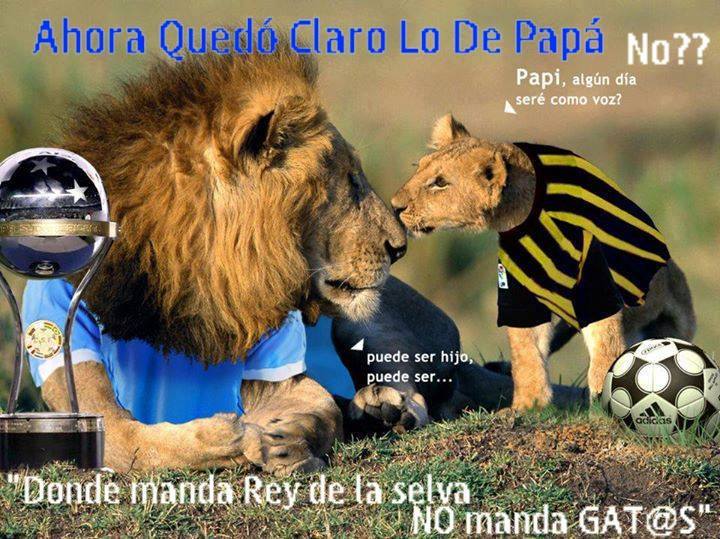 Ahora Quedó Claro Lo De Papá No??
Papi, algún día
seré como voz?
puede ser hijo,
puede ser...
adidas
"Donde manda Rey de la selva
NO manda GAT@S"